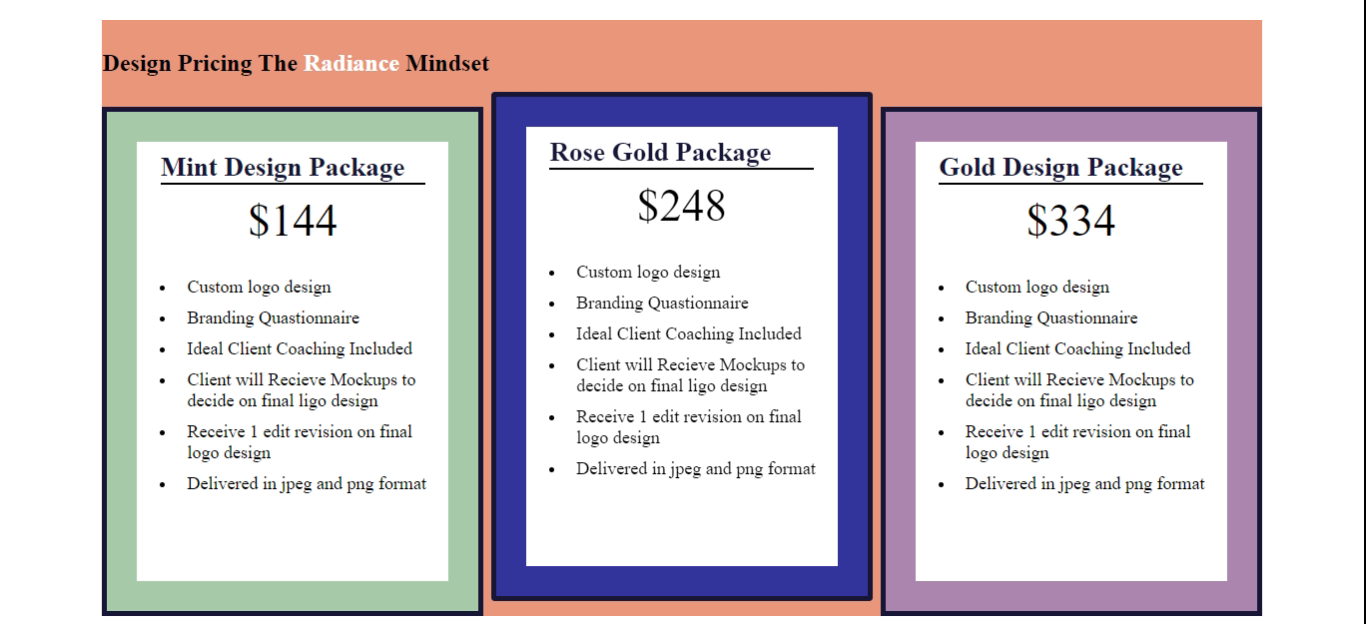 Design Pricing The Radiance Mindset
Mint Design Package
$144
• Custom logo design
• Branding Quastionnaire
• Ideal Client Coaching Included
• Client will Recieve Mockups to
decide on final ligo design
• Receive 1 edit revision on final
logo design
• Delivered in jpeg and png format
Rose Gold Package
$248
• Custom logo design
• Branding Quastionnaire
• Ideal Client Coaching Included
• Client will Recieve Mockups to
decide on final ligo design
• Receive 1 edit revision on final
logo design
• Delivered in jpeg and png format
Gold Design Package
$334
• Custom logo design
• Branding Quastionnaire
• Ideal Client Coaching Included
• Client will Recieve Mockups to
decide on final ligo design
• Receive 1 edit revision on final
logo design
• Delivered in jpeg and png format